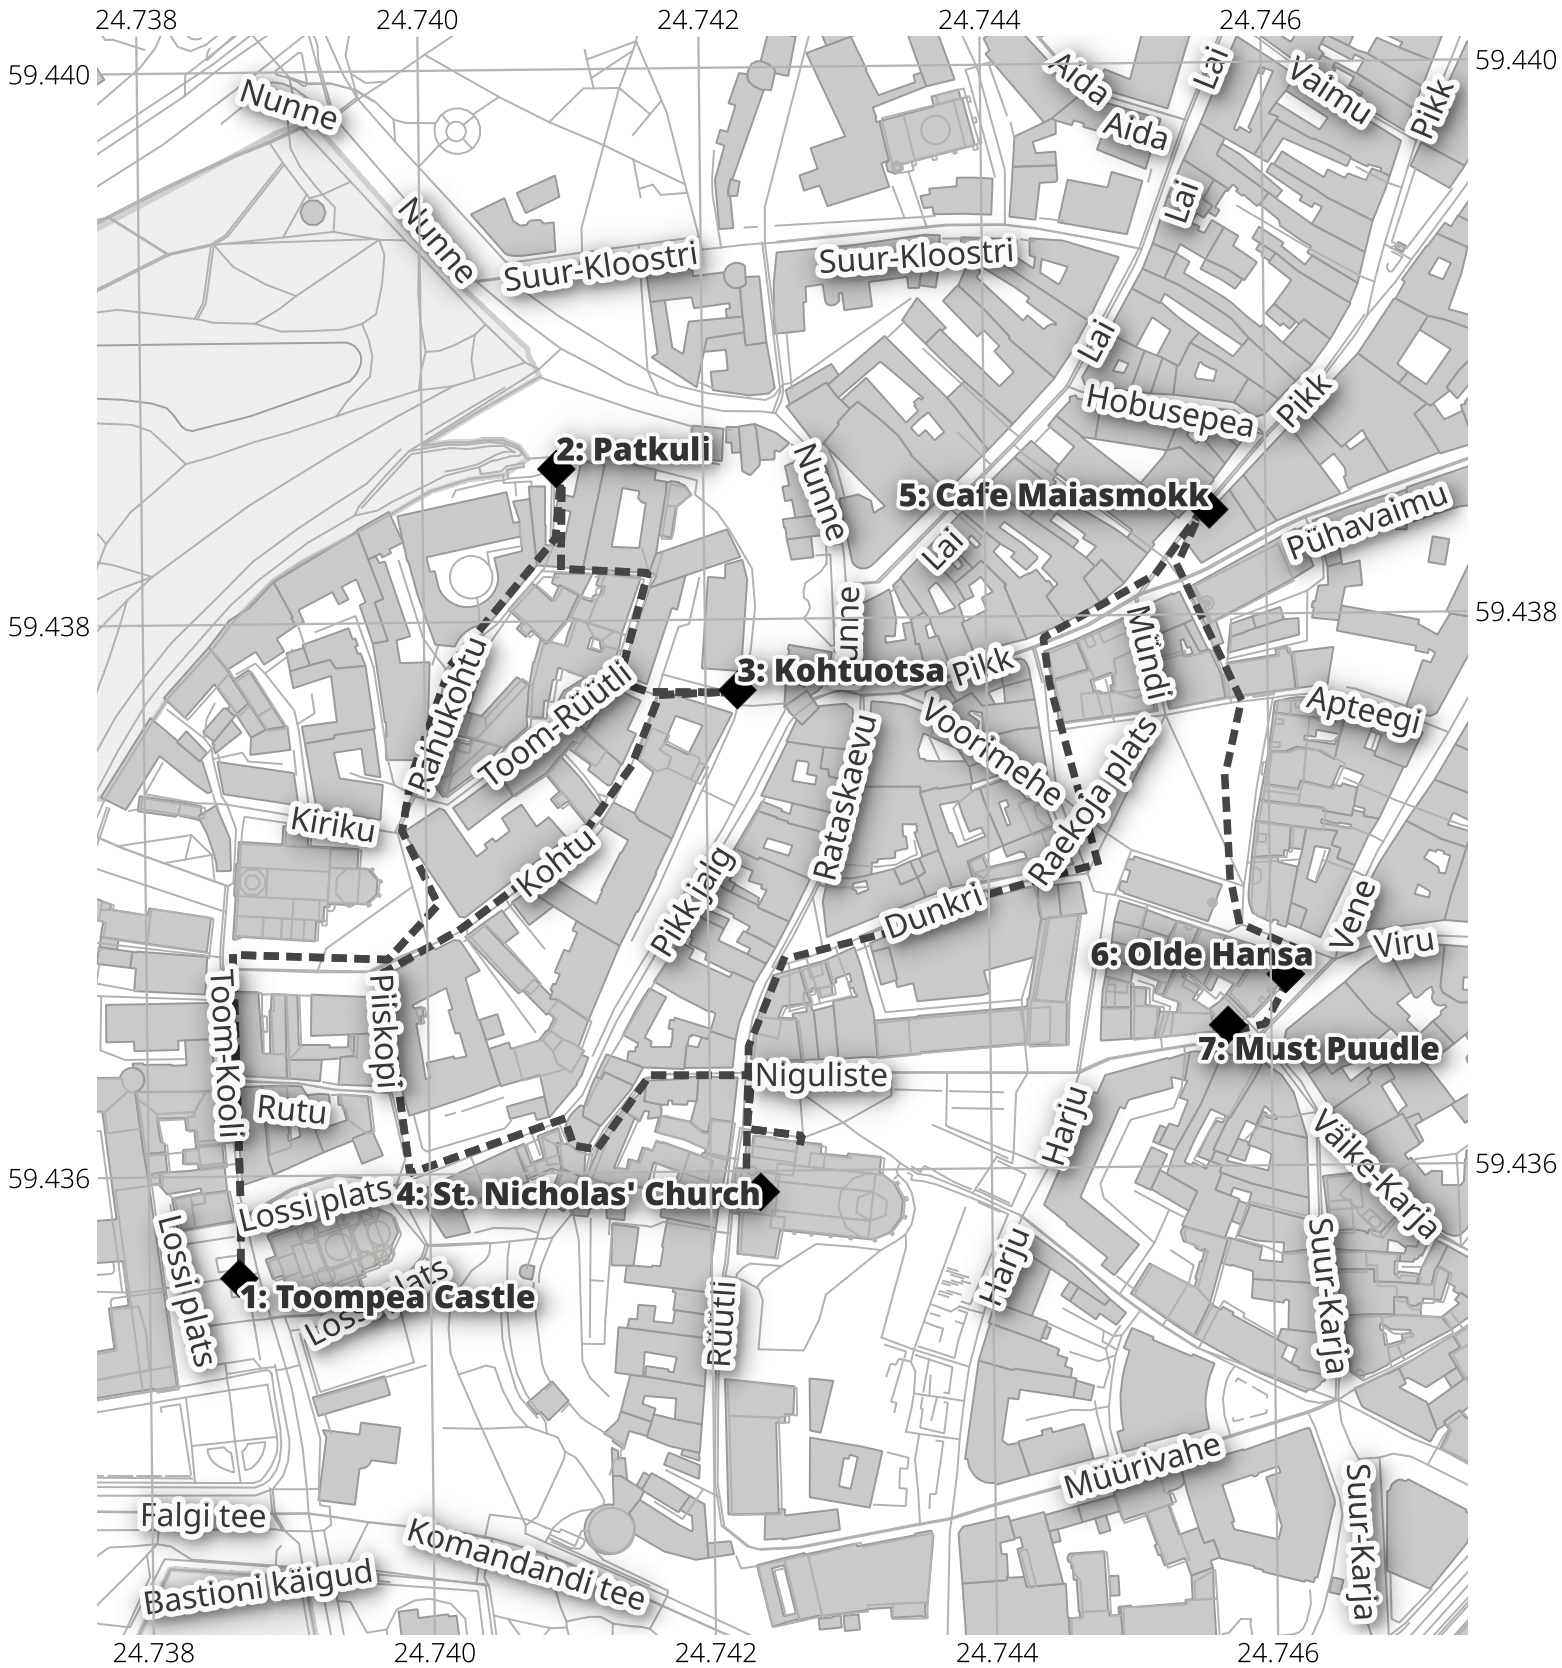 24.738
24.740
24.742
24.744
24.746
59.440
59.440
Nunne
Aida
Aida
Lai
Vaimu
Pikk
Lai
Nunne
Suur-Kloostri
Suur-Kloostri
Lai
Hobusepea
Pikk
2: Patkuli
Nunne
5: Cafe Maiasmokk
Lai
Pühavaimu
59.438
59.438
unne
Rahukohtu
Toom-Rüütli
3: Kohtuotsa
Pikk
Mündi
Apteegi
Voorimehe
Raekoja plats
Rataskaevu
Kiriku
Kohtu
Pikk jalg
Dunkri
Vene
Viru
6: Olde Hansa
Toom-Kooli
Piiskopi
7: Must Puudle
Niguliste
Rutu
Harju
Väike-Karja
59.436
59.436
Lossi plats
4: St. Nicholas' Church
Lossi plats
1: Toompea Castle
Harju
Suur-Karja
Rüütli
Müürivahe
Suur-Karja
Falgi tee
Komandandi tee
Bastioni käigud
24.738
24.740
24.742
24.744
24.746